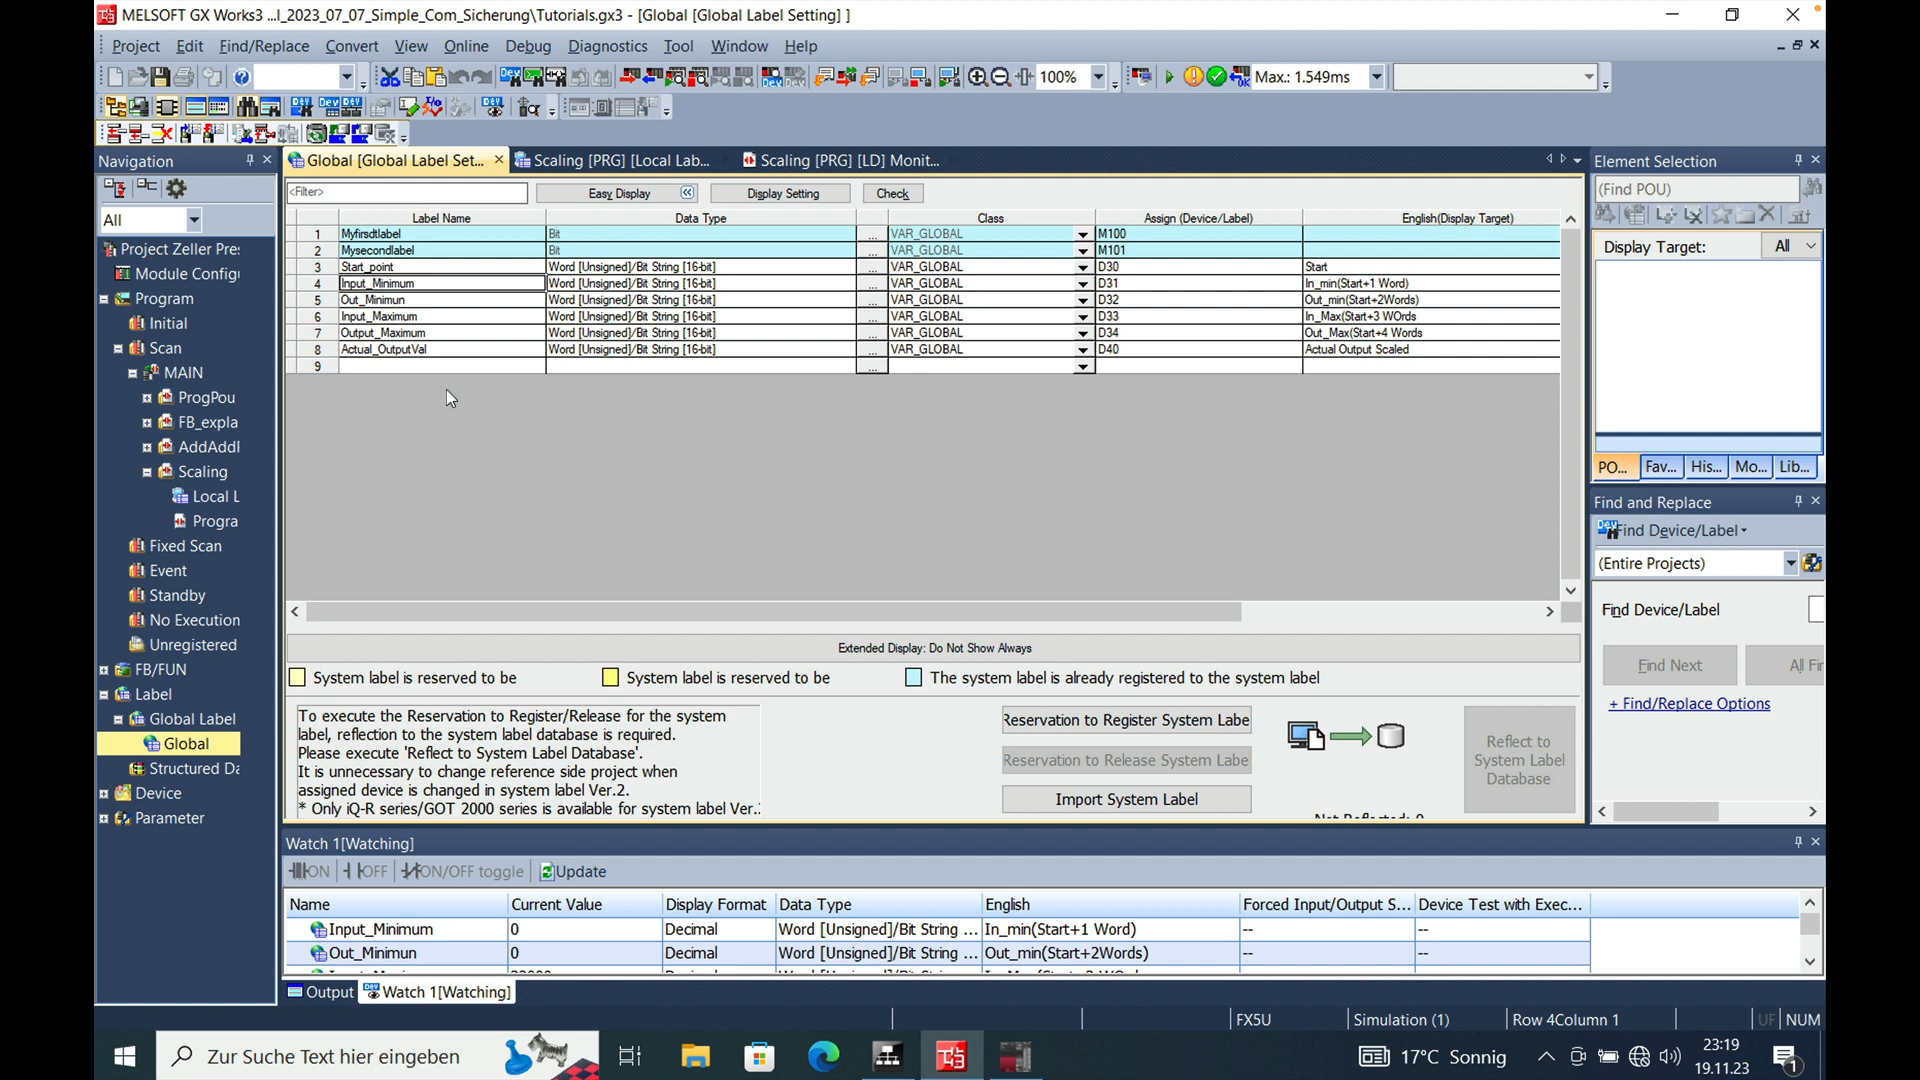 MELSOFT GX Works3 ...I_2023_07_07_Simple_Com_Sicherung\Tutorials.gx3 - [Global [Global Label Setting] ]
Project Edit Find/Replace Convert View Online Debug Diagnostics Tool Window Help
100% Max.: 1.549ms
Navigation
All
Project Zeller Pre:
Module Configu
Program
Initial
Scan
MAIN
ProgPou
FB_expla
AddAddI
Scaling
Local L
Progra
Fixed Scan
Event
Standby
No Execution
Unregistered
FB/FUN
Label
Global Label
Global
Structured Da
Device
Parameter
Global [Global Label Set... Scaling [PRG] [Local Lab... Scaling [PRG] [LD] Monit...
<Filter> Easy Display Display Setting Check
Label Name Data Type Class Assign (Device/Label) English(Display Target)
1 Myfirsdtlabel Bit ... VAR_GLOBAL M100
2 Mysecondlabel Bit ... VAR_GLOBAL M101
3 Start_point Word [Unsigned]/Bit String [16-bit] ... VAR_GLOBAL D30 Start
4 Input_Minimum Word [Unsigned]/Bit String [16-bit] ... VAR_GLOBAL D31 In_min(Start+1 Word)
5 Out_Minimun Word [Unsigned]/Bit String [16-bit] ... VAR_GLOBAL D32 Out_min(Start+2Words)
6 Input_Maximum Word [Unsigned]/Bit String [16-bit] ... VAR_GLOBAL D33 In_Max(Start+3 WOrds
7 Output_Maximum Word [Unsigned]/Bit String [16-bit] ... VAR_GLOBAL D34 Out_Max(Start+4 Words
8 Actual_OutputVal Word [Unsigned]/Bit String [16-bit] ... VAR_GLOBAL D40 Actual Output Scaled
9 ...
Extended Display: Do Not Show Always
System label is reserved to be System label is reserved to be The system label is already registered to the system label
To execute the Reservation to Register/Release for the system
label, reflection to the system label database is required.
Please execute 'Reflect to System Label Database'.
It is unnecessary to change reference side project when
assigned device is changed in system label Ver.2.
* Only iQ-R series/GOT 2000 series is available for system label Ver.:
Reservation to Register System Labe
Reservation to Release System Labe
Import System Label
Reflect to
System Label
Database
Element Selection
(Find POU)
Display Target: All
PO... Fav... His... Mo... Lib...
Find and Replace
Find Device/Label
(Entire Projects)
Find Device/Label
Find Next All Fi
+ Find/Replace Options
Watch 1[Watching]
ON OFF ON/OFF toggle Update
Name Current Value Display Format Data Type English Forced Input/Output S... Device Test with Exec...
Input_Minimum 0 Decimal Word [Unsigned]/Bit String ... In_min(Start+1 Word) -- --
Out_Minimun 0 Decimal Word [Unsigned]/Bit String ... Out_min(Start+2Words) -- --
Output Watch 1[Watching]
FX5U Simulation (1) Row 4Column 1 UF NUM
Zur Suche Text hier eingeben
17°C Sonnig
23:19
19.11.23
1